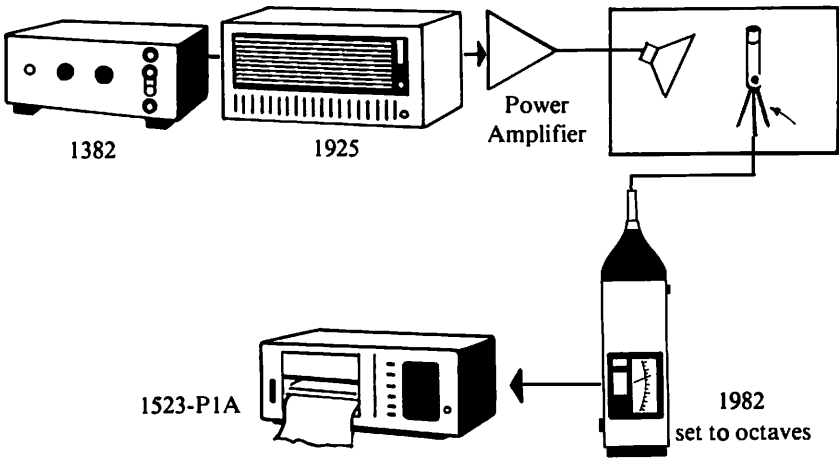 1382
1925
Power
Amplifier
1523-P1A
1982
set to octaves